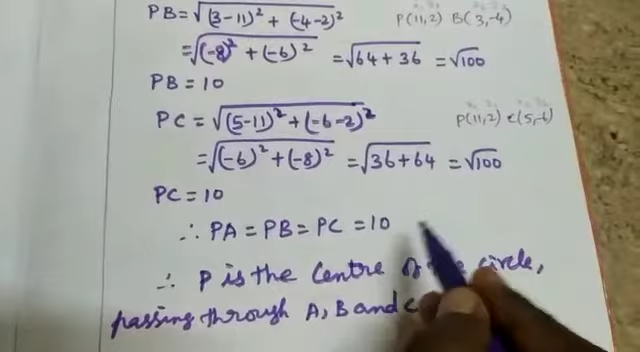 PB = √(3-11)² + (-4-2)² P(11,2) B(3,-4)
= √(-8)² + (-6)² = √64+36 = √100
PB = 10
PC = √(5-11)² + (-6-2)² P(11,2) C(5,-6)
= √(-6)² + (-8)² = √36+64 = √100
PC = 10
∴ PA = PB = PC = 10
∴ P is the Centre of the circle,
passing through A, B and C